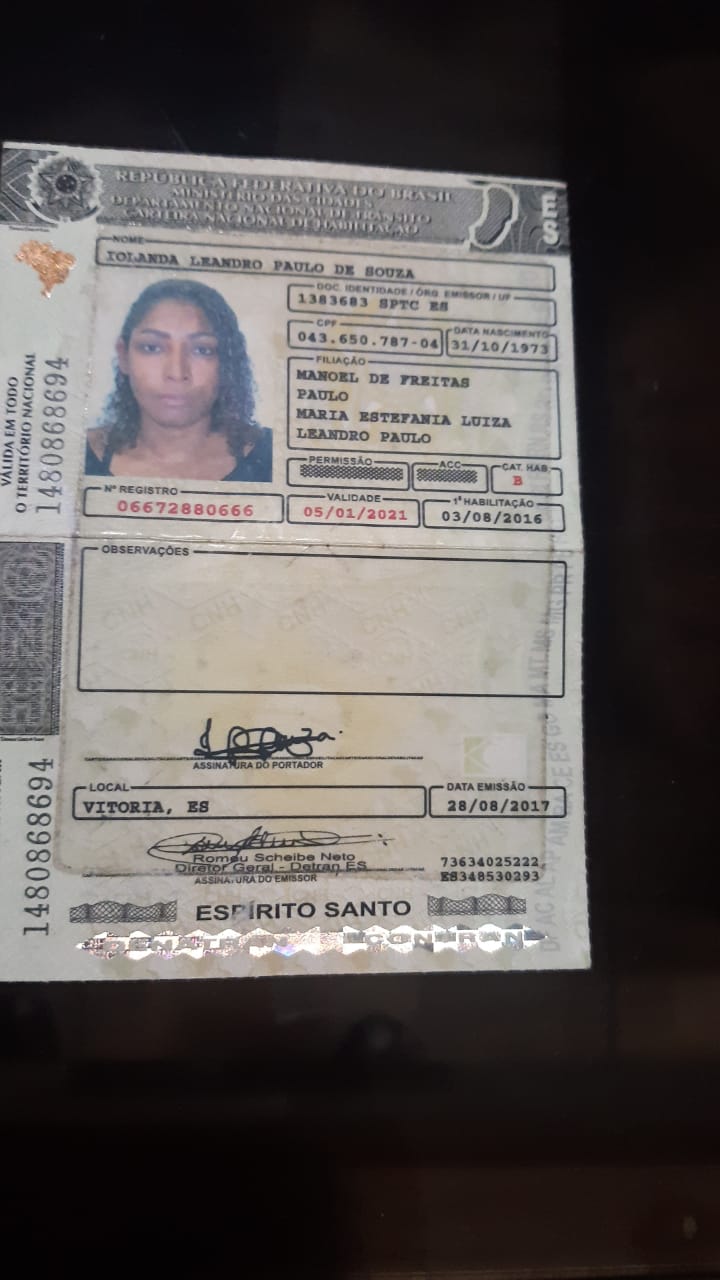 REPÚBLICA FEDERATIVA DO BRASIL
MINISTÉRIO DAS CIDADES
DEPARTAMENTO NACIONAL DE TRÂNSITO
CARTEIRA NACIONAL DE HABILITAÇÃO
ES
NOME
IOLANDA LEANDRO PAULO DE SOUZA
DOC. IDENTIDADE / ÓRG. EMISSOR / UF
1383683 SPTC ES
CPF
043.650.787-04
DATA NASCIMENTO
31/10/1973
FILIAÇÃO
MANOEL DE FREITAS
PAULO
MARIA ESTEFANIA LUIZA
LEANDRO PAULO
PERMISSÃO
ACC
CAT. HAB.
B
Nº REGISTRO
06672880666
VALIDADE
05/01/2021
1ª HABILITAÇÃO
03/08/2016
VÁLIDA EM TODO
O TERRITÓRIO NACIONAL
1480868694
OBSERVAÇÕES
ASSINATURA DO PORTADOR
LOCAL
VITORIA, ES
DATA EMISSÃO
28/08/2017
Romeu Scheibe Neto
Diretor Geral - Detran ES
ASSINATURA DO EMISSOR
73634025222
ES348530293
1480868694
ESPÍRITO SANTO